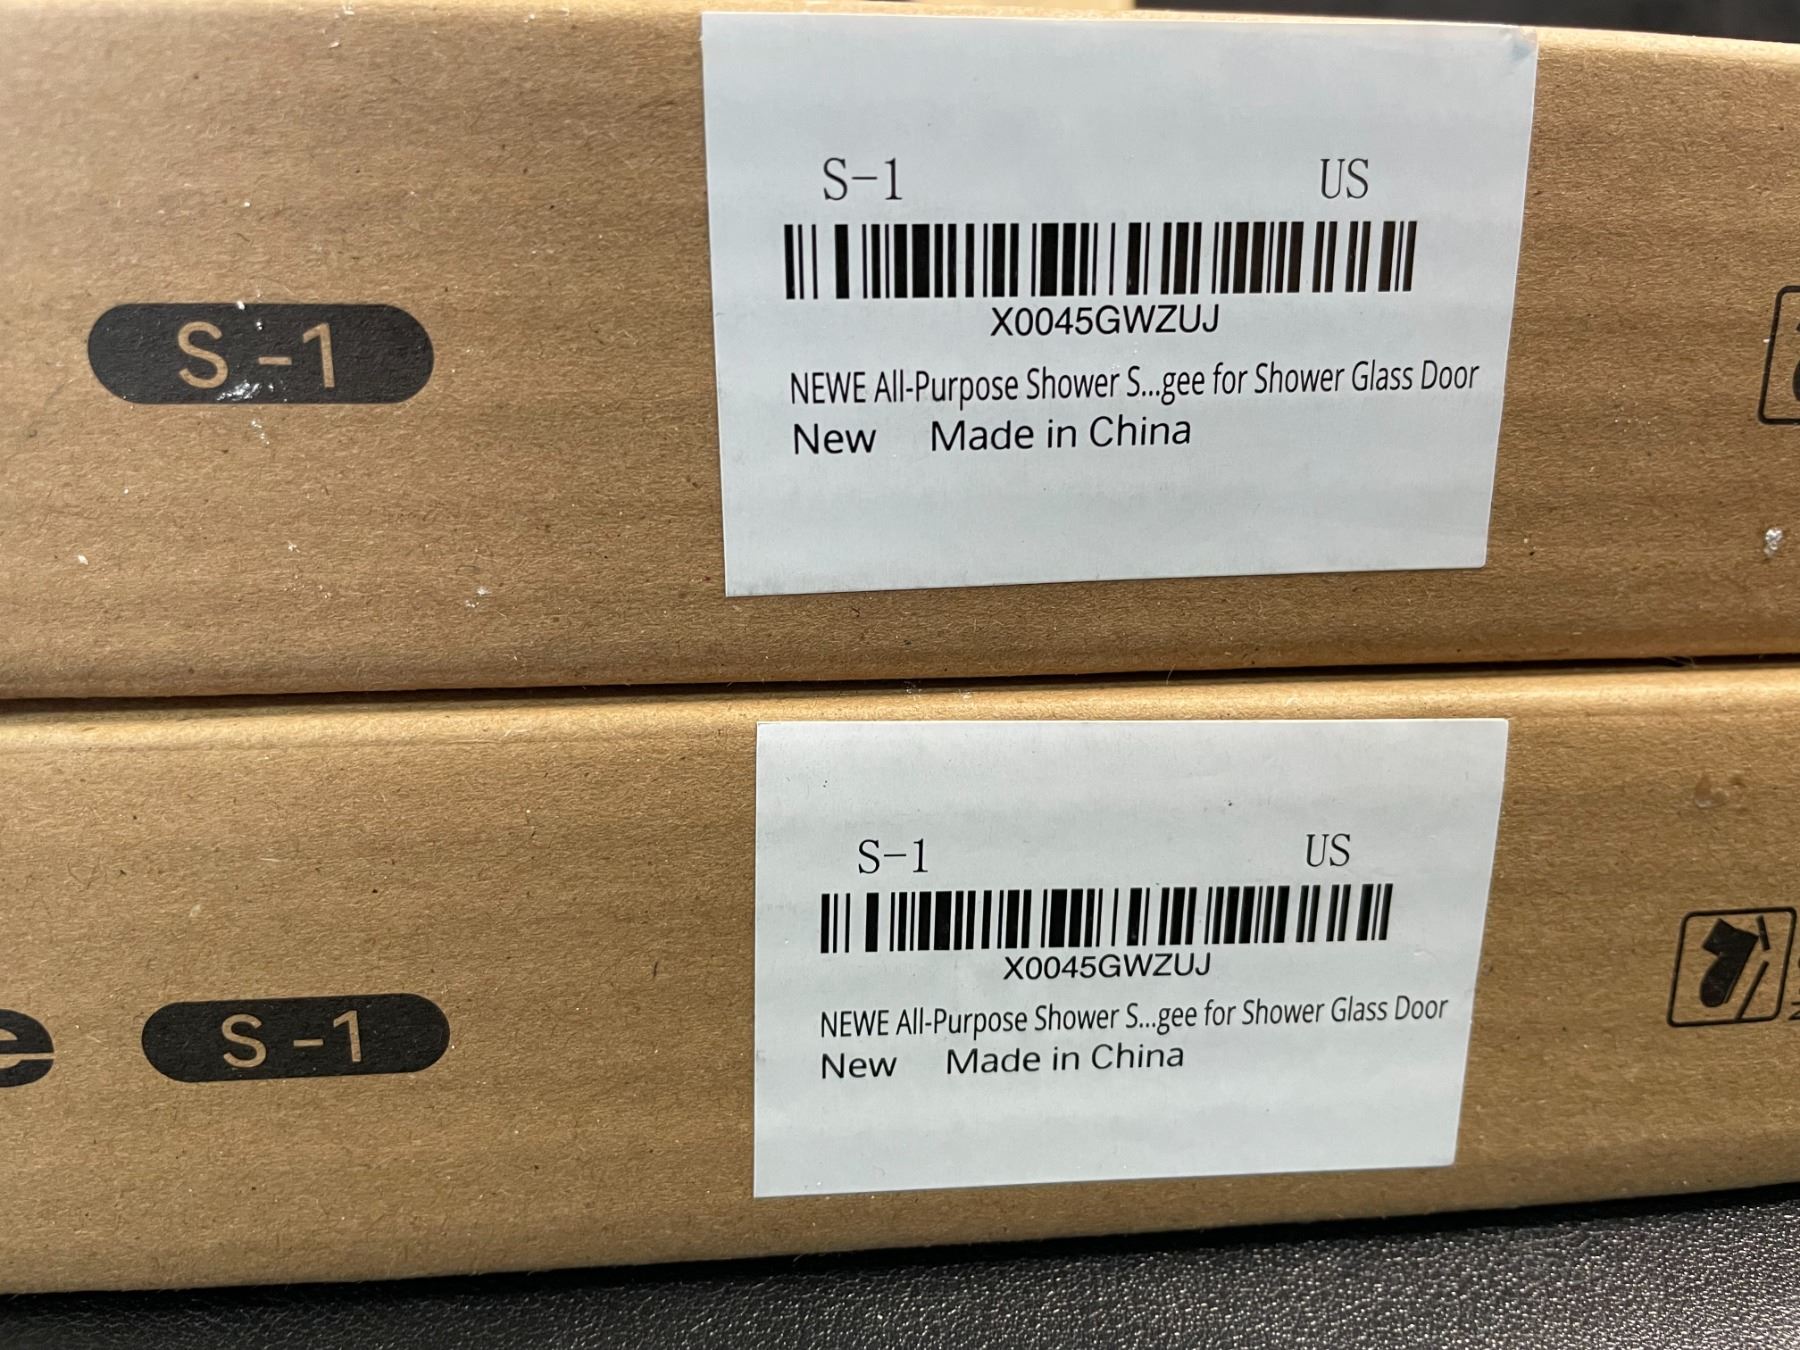 S-1 US
X0045GWZUJ
NEWE All-Purpose Shower S...gee for Shower Glass Door
New Made in China
S-1
S-1 US
X0045GWZUJ
NEWE All-Purpose Shower S...gee for Shower Glass Door
New Made in China
e S-1